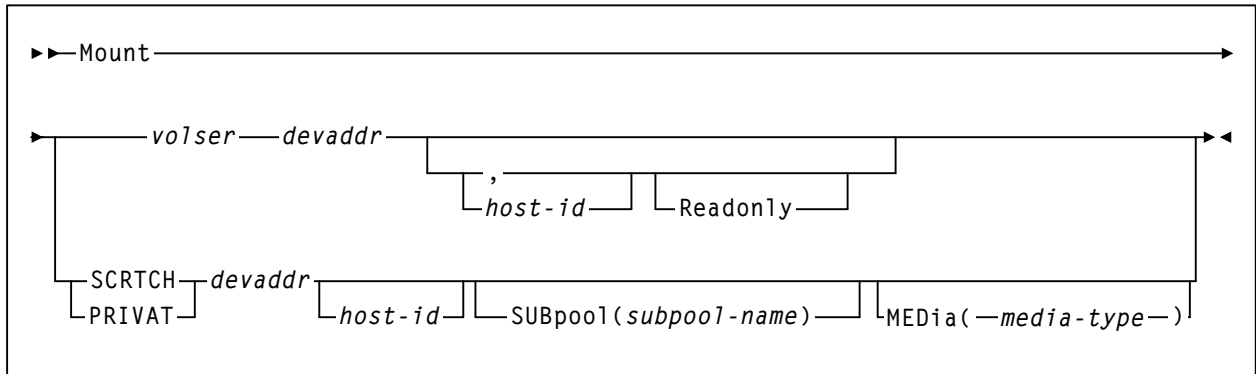 Mount
volser devaddr
,
host-id Readonly
SCRTCH devaddr
PRIVAT host-id SUBpool(subpool-name) MEDia(media-type)